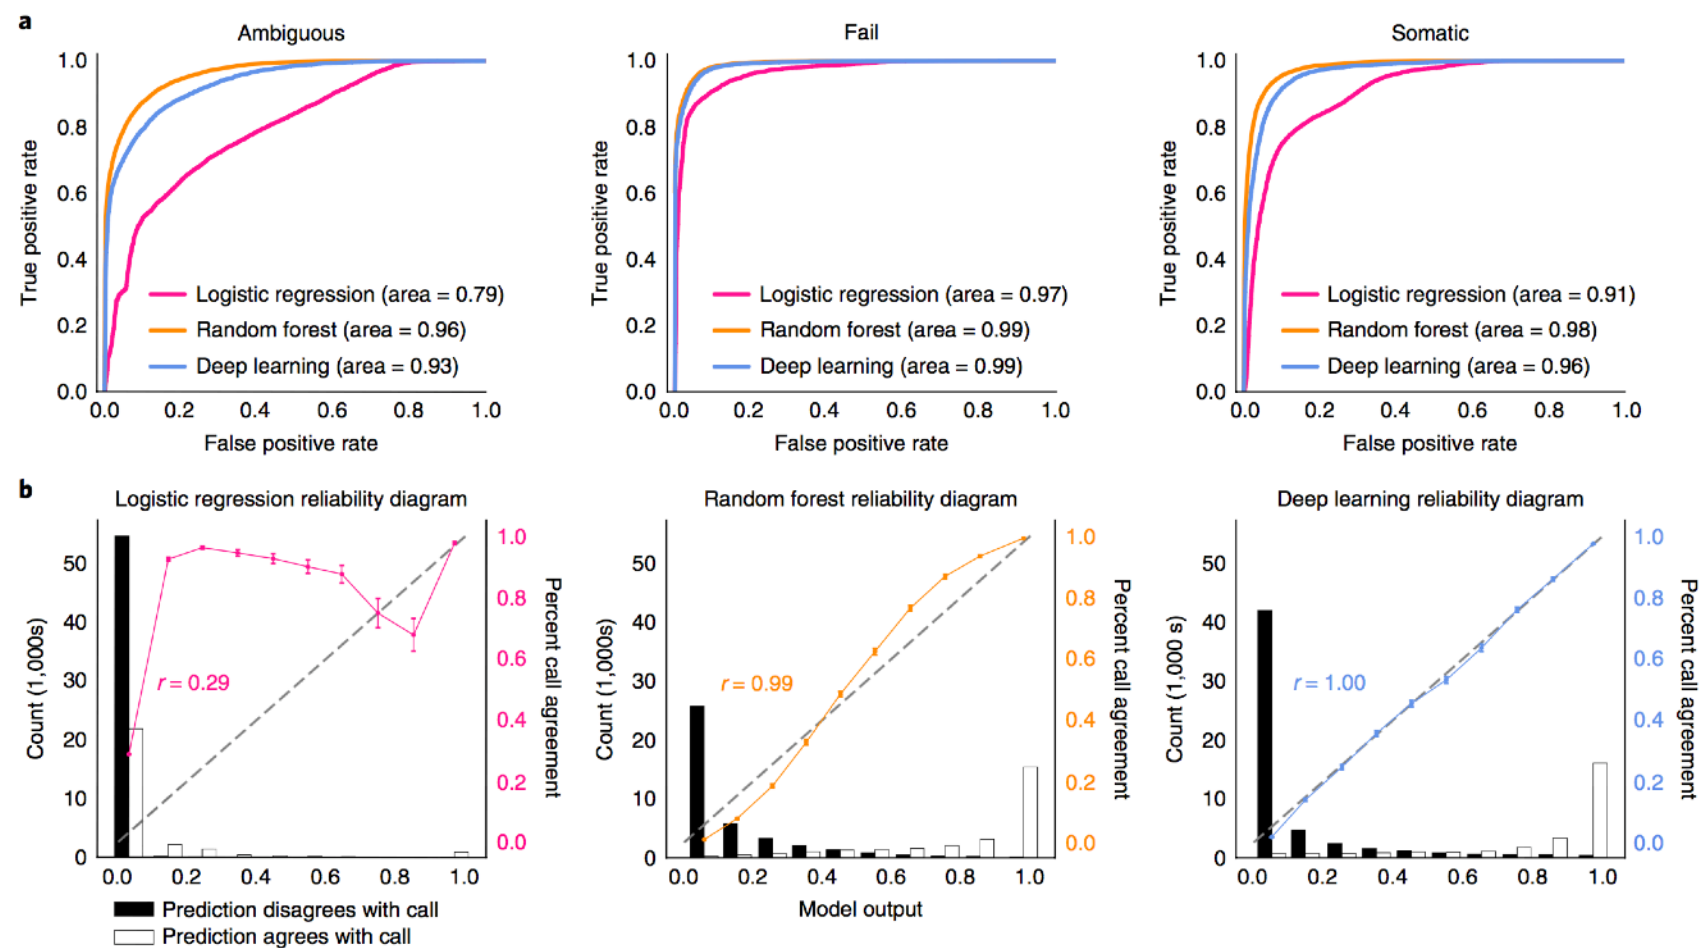 a
Ambiguous
1.0
0.8
0.6
0.4
0.2
0.0
True positive rate
Logistic regression (area = 0.79)
Random forest (area = 0.96)
Deep learning (area = 0.93)
0.0 0.2 0.4 0.6 0.8 1.0
False positive rate
Fail
1.0
0.8
0.6
0.4
0.2
0.0
True positive rate
Logistic regression (area = 0.97)
Random forest (area = 0.99)
Deep learning (area = 0.99)
0.0 0.2 0.4 0.6 0.8 1.0
False positive rate
Somatic
1.0
0.8
0.6
0.4
0.2
0.0
True positive rate
Logistic regression (area = 0.91)
Random forest (area = 0.98)
Deep learning (area = 0.96)
0.0 0.2 0.4 0.6 0.8 1.0
False positive rate
b
Logistic regression reliability diagram
50
40
30
20
10
0
Count (1,000s)
r = 0.29
1.0
0.8
0.6
0.4
0.2
0.0
Percent call agreement
0.0 0.2 0.4 0.6 0.8 1.0
Prediction disagrees with call
Prediction agrees with call
Random forest reliability diagram
50
40
30
20
10
0
Count (1,000s)
r = 0.99
1.0
0.8
0.6
0.4
0.2
0.0
Percent call agreement
0.0 0.2 0.4 0.6 0.8 1.0
Model output
Deep learning reliability diagram
50
40
30
20
10
0
Count (1,000 s)
r = 1.00
1.0
0.8
0.6
0.4
0.2
0.0
Percent call agreement
0.0 0.2 0.4 0.6 0.8 1.0